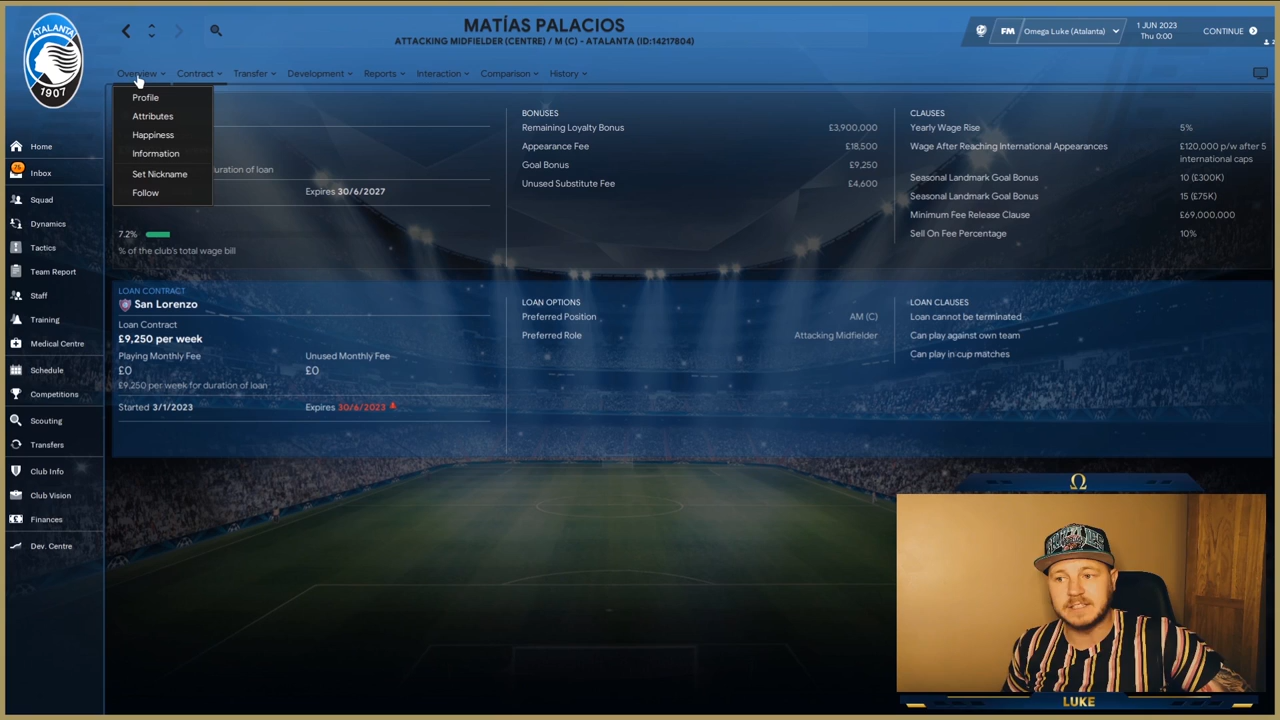 ATALANTA
1907
MATÍAS PALACIOS
ATTACKING MIDFIELDER (CENTRE) / M (C) - ATALANTA (ID:14217804)
FM
Omega Luke (Atalanta)
1 JUN 2023
Thu 0:00
CONTINUE
Overview
Contract
Transfer
Development
Reports
Interaction
Comparison
History
Profile
Attributes
Happiness
Information
Set Nickname
Follow
Home
75
Inbox
Squad
Dynamics
Tactics
Team Report
Staff
Training
Medical Centre
Schedule
Competitions
Scouting
Transfers
Club Info
Club Vision
Finances
Dev. Centre
duration of loan
Expires 30/6/2027
7.2%
% of the club's total wage bill
BONUSES
Remaining Loyalty Bonus £3,900,000
Appearance Fee £18,500
Goal Bonus £9,250
Unused Substitute Fee £4,600
CLAUSES
Yearly Wage Rise 5%
Wage After Reaching International Appearances £120,000 p/w after 5
international caps
Seasonal Landmark Goal Bonus 10 (£300K)
Seasonal Landmark Goal Bonus 15 (£75K)
Minimum Fee Release Clause £69,000,000
Sell On Fee Percentage 10%
LOAN CONTRACT
San Lorenzo
Loan Contract
£9,250 per week
Playing Monthly Fee Unused Monthly Fee
£0 £0
£9,250 per week for duration of loan
Started 3/1/2023 Expires 30/6/2023
LOAN OPTIONS
Preferred Position AM (C)
Preferred Role Attacking Midfielder
LOAN CLAUSES
Loan cannot be terminated
Can play against own team
Can play in cup matches
Ω
LUKE